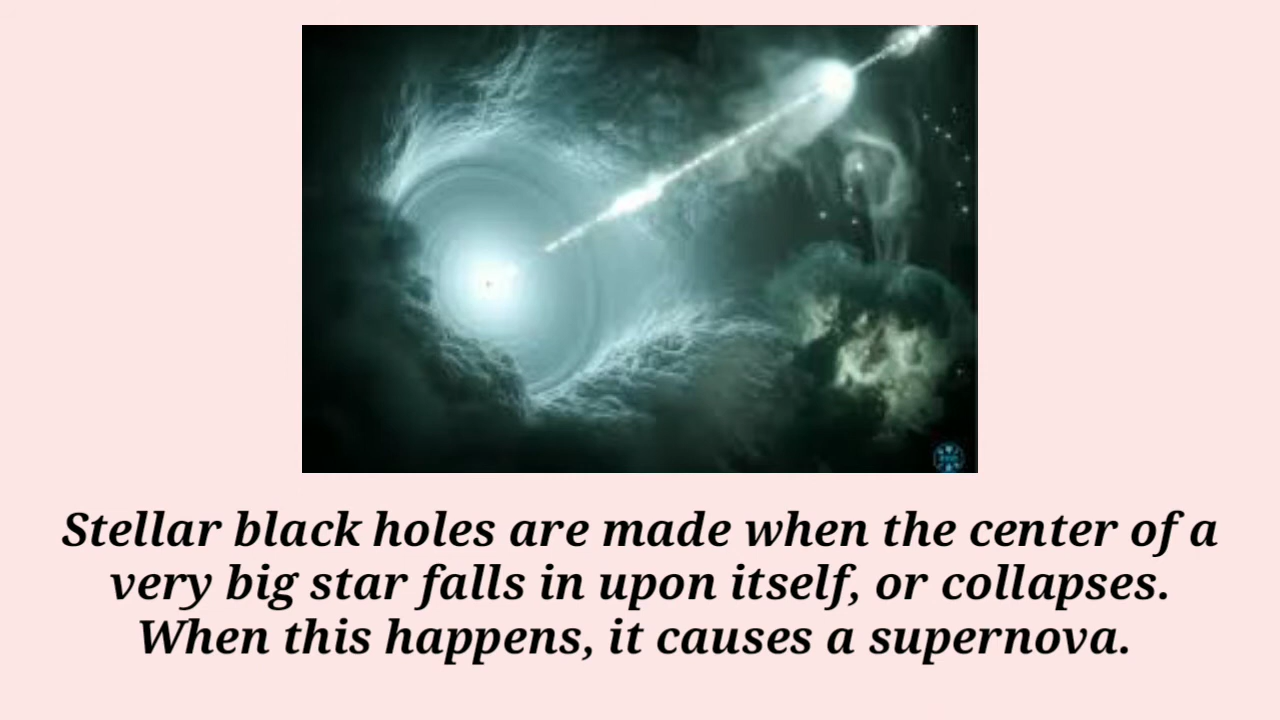 Stellar black holes are made when the center of a
very big star falls in upon itself, or collapses.
When this happens, it causes a supernova.